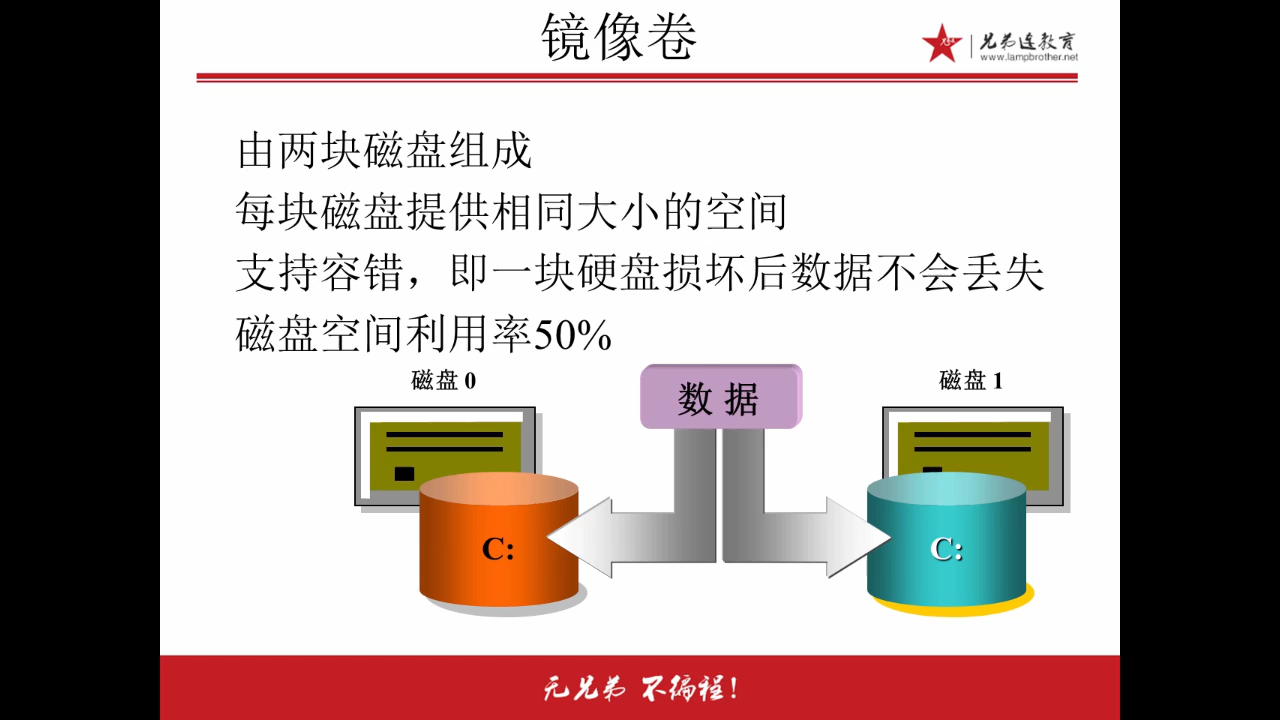 镜像卷
兄弟连教育
www.lampbrother.net
由两块磁盘组成
每块磁盘提供相同大小的空间
支持容错，即一块硬盘损坏后数据不会丢失
磁盘空间利用率50%
磁盘 0
数 据
磁盘 1
C:
C:
无兄弟 不编程!